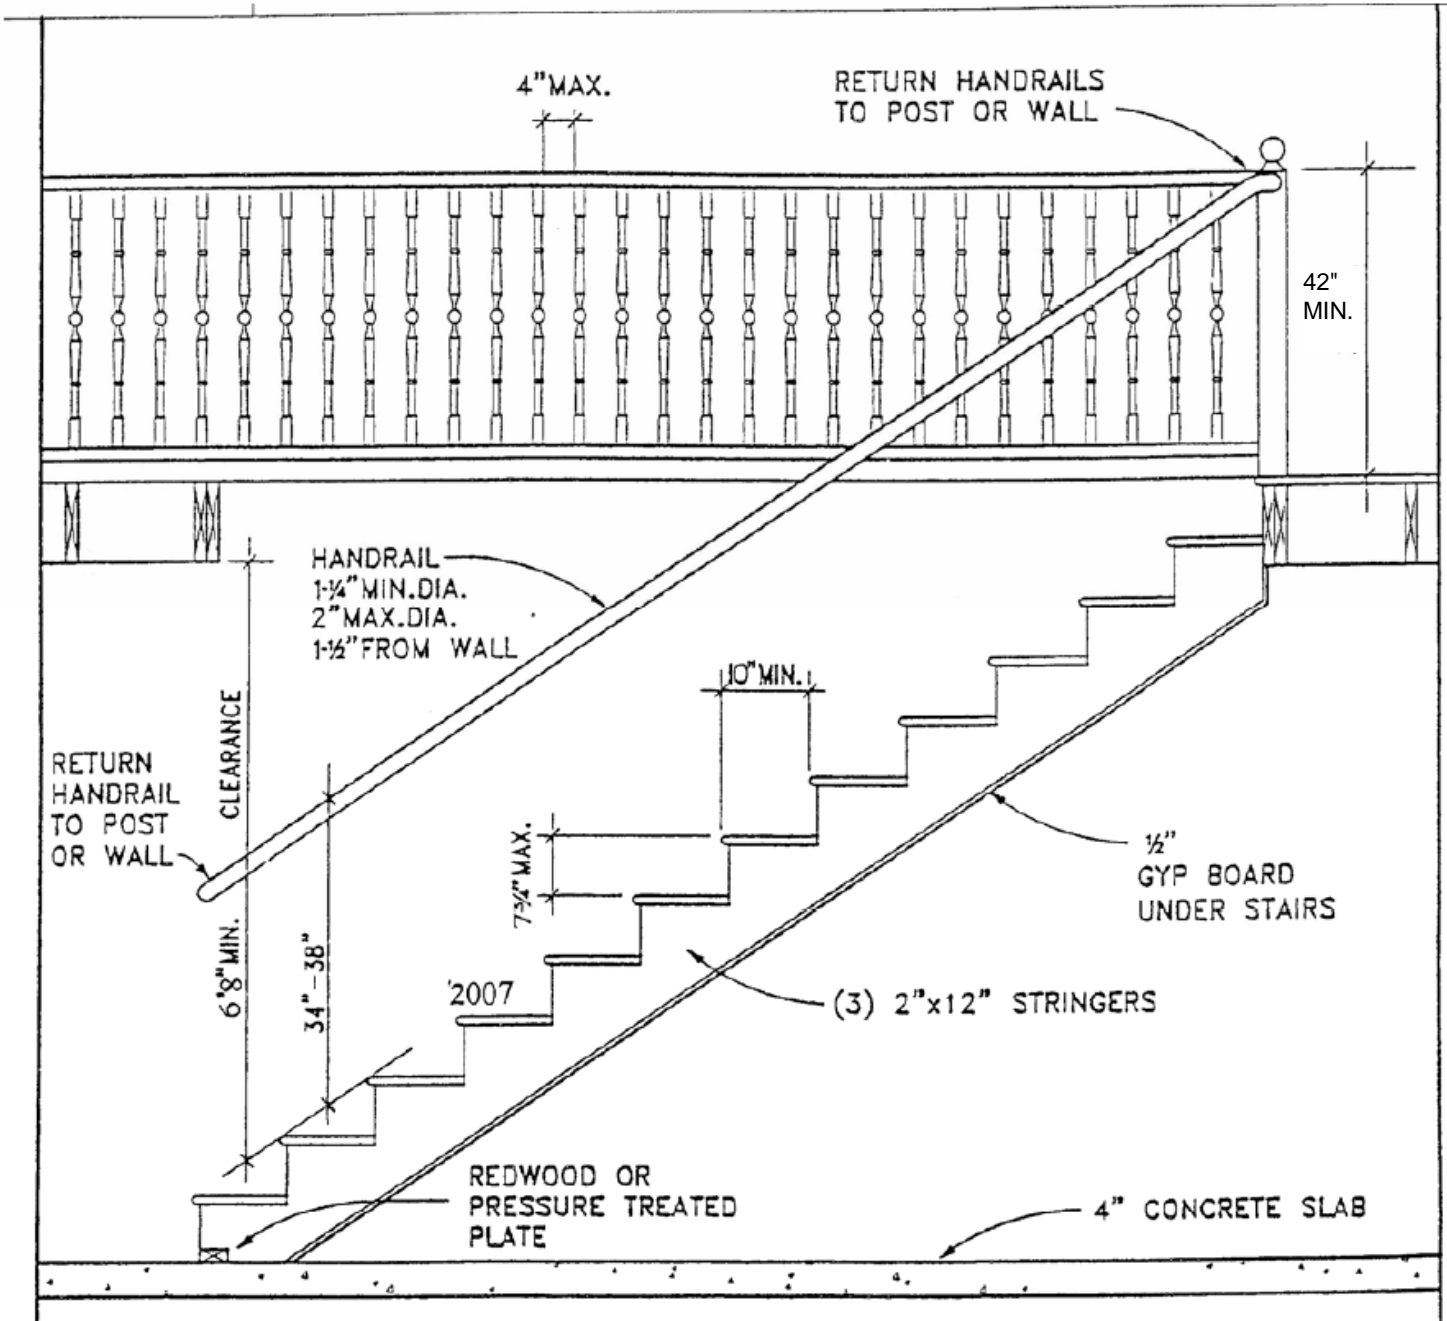 4" MAX.
RETURN HANDRAILS
TO POST OR WALL
42"
MIN.
HANDRAIL
1-¼" MIN.DIA.
2" MAX.DIA.
1-½" FROM WALL
10" MIN.
CLEARANCE
6'8" MIN.
RETURN
HANDRAIL
TO POST
OR WALL
34"-38"
7¾" MAX.
½"
GYP BOARD
UNDER STAIRS
'2007
(3) 2"x12" STRINGERS
REDWOOD OR
PRESSURE TREATED
PLATE
4" CONCRETE SLAB